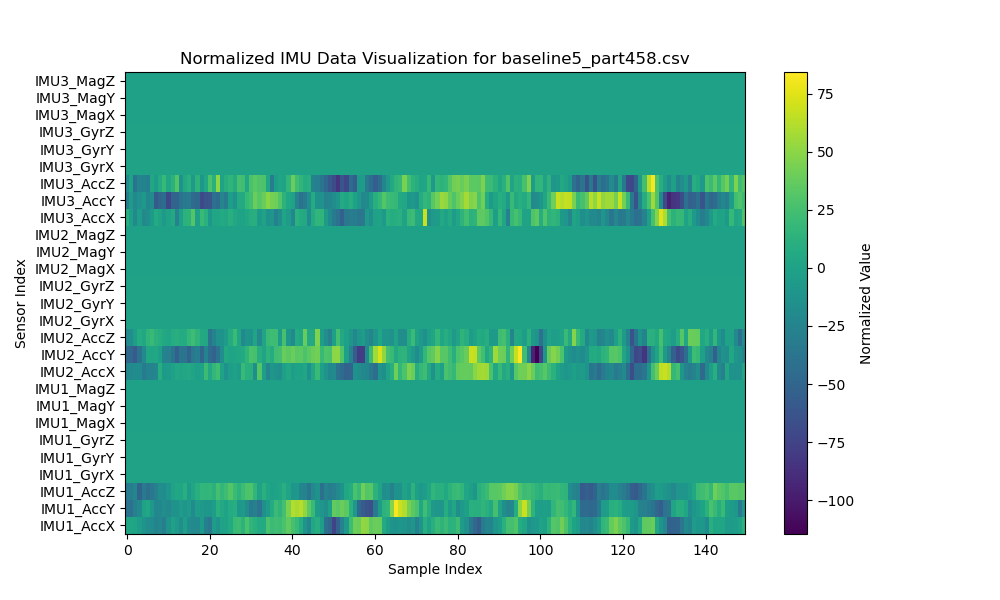 Normalized IMU Data Visualization for baseline5_part458.csv
IMU3_MagZ
IMU3_MagY
IMU3_MagX
IMU3_GyrZ
IMU3_GyrY
IMU3_GyrX
IMU3_AccZ
IMU3_AccY
IMU3_AccX
IMU2_MagZ
IMU2_MagY
IMU2_MagX
IMU2_GyrZ
IMU2_GyrY
IMU2_GyrX
IMU2_AccZ
IMU2_AccY
IMU2_AccX
IMU1_MagZ
IMU1_MagY
IMU1_MagX
IMU1_GyrZ
IMU1_GyrY
IMU1_GyrX
IMU1_AccZ
IMU1_AccY
IMU1_AccX
Sensor Index
0 20 40 60 80 100 120 140
Sample Index
75
50
25
0
−25
−50
−75
−100
Normalized Value